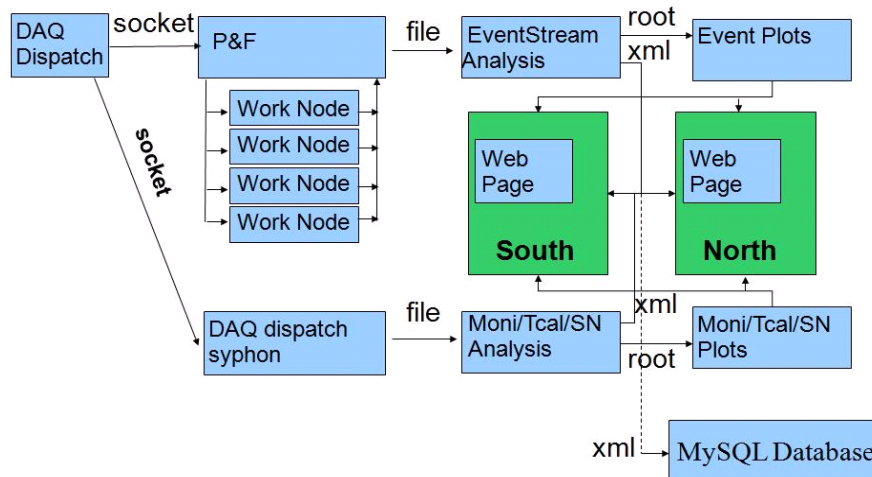 DAQ
Dispatch
socket
P&F
file
EventStream
Analysis
root
xml
Event Plots
Work Node
Work Node
Work Node
Work Node
socket
Web
Page
South
Web
Page
North
DAQ dispatch
syphon
file
Moni/Tcal/SN
Analysis
xml
root
Moni/Tcal/SN
Plots
xml
MySQL Database